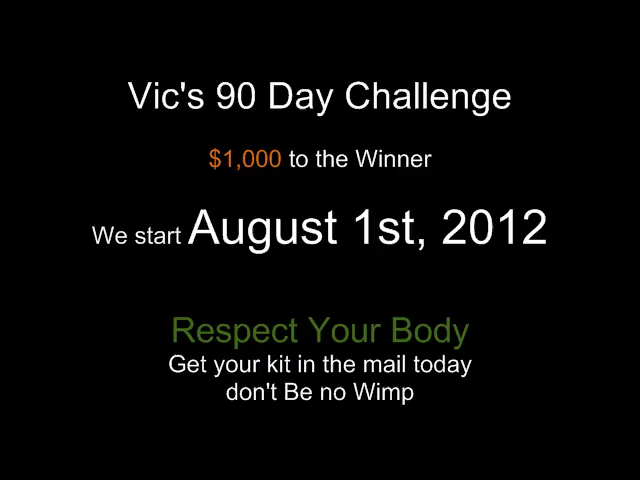 Vic's 90 Day Challenge
$1,000 to the Winner
We start August 1st, 2012
Respect Your Body
Get your kit in the mail today
don't Be no Wimp